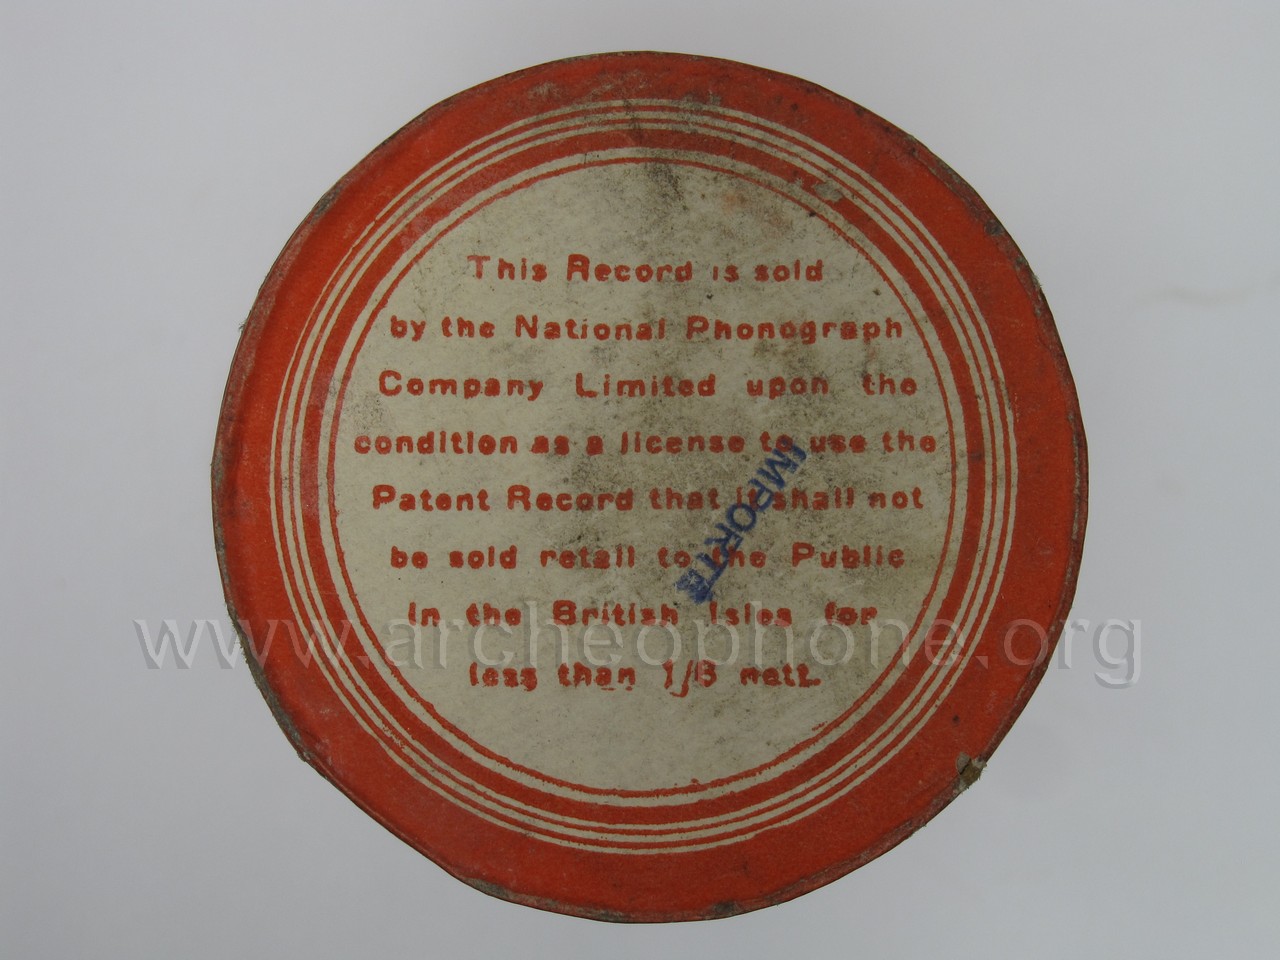 This Record is sold
by the National Phonograph
Company Limited upon the
condition as a license to use the
Patent Record that it shall not
be sold retail to the Public
in the British Isles for
less than 1/6 nett.
IMPORTÉ
www.archeophone.org